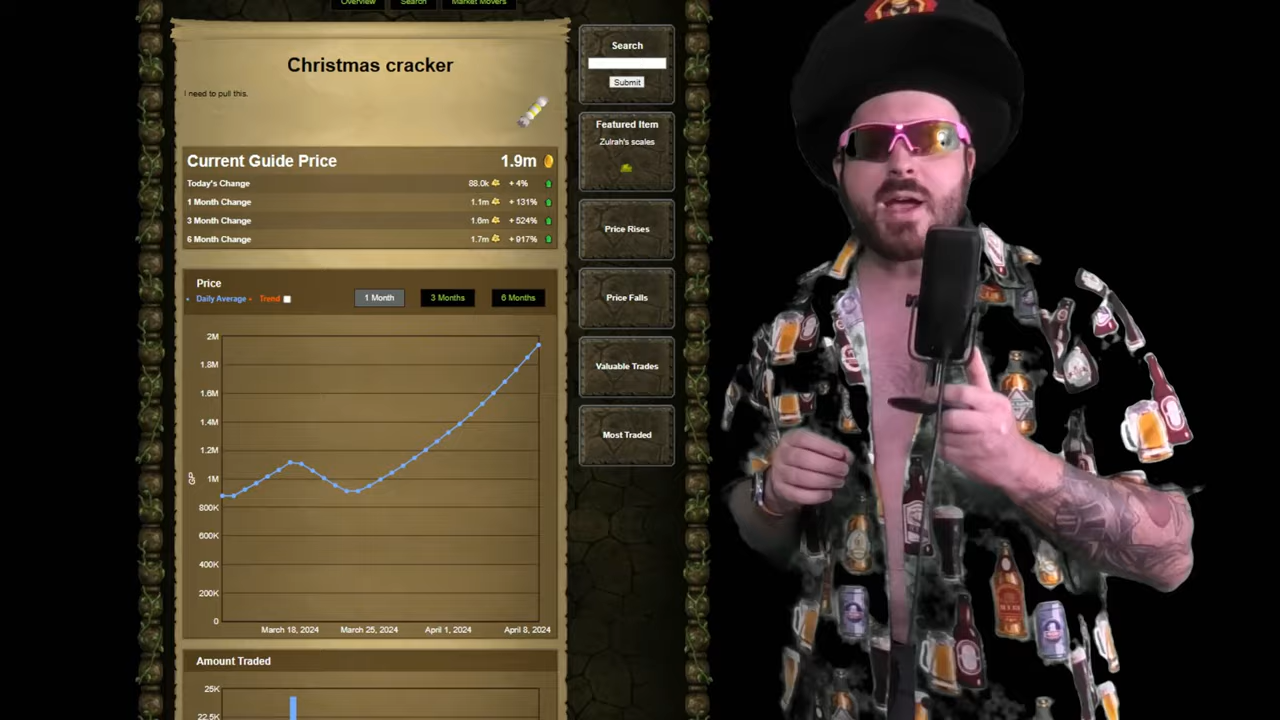 Overview Search Market Movers
Christmas cracker
I need to pull this.
Current Guide Price 1.9m
Today's Change 88.0k + 4%
1 Month Change 1.1m + 131%
3 Month Change 1.6m + 524%
6 Month Change 1.7m + 917%
Price
Daily Average Trend
1 Month 3 Months 6 Months
2M
1.8M
1.6M
1.4M
1.2M
1M
800K
600K
400K
200K
0
GP
March 18, 2024 March 25, 2024 April 1, 2024 April 8, 2024
Amount Traded
25K
22.5K
Search
Submit
Featured Item
Zulrah's scales
Price Rises
Price Falls
Valuable Trades
Most Traded